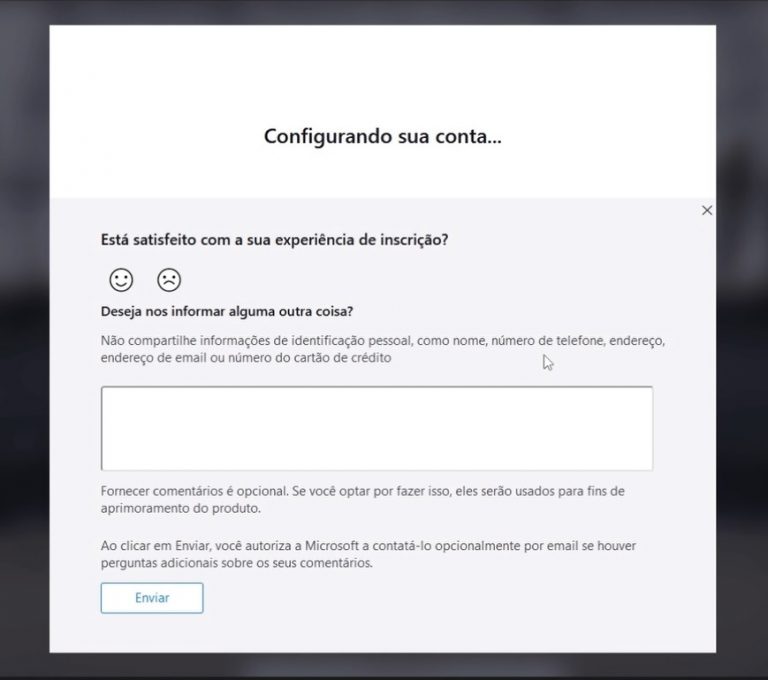 Configurando sua conta...
Está satisfeito com a sua experiência de inscrição?
Deseja nos informar alguma outra coisa?
Não compartilhe informações de identificação pessoal, como nome, número de telefone, endereço,
endereço de email ou número do cartão de crédito
Fornecer comentários é opcional. Se você optar por fazer isso, eles serão usados para fins de
aprimoramento do produto.
Ao clicar em Enviar, você autoriza a Microsoft a contatá-lo opcionalmente por email se houver
perguntas adicionais sobre os seus comentários.
Enviar